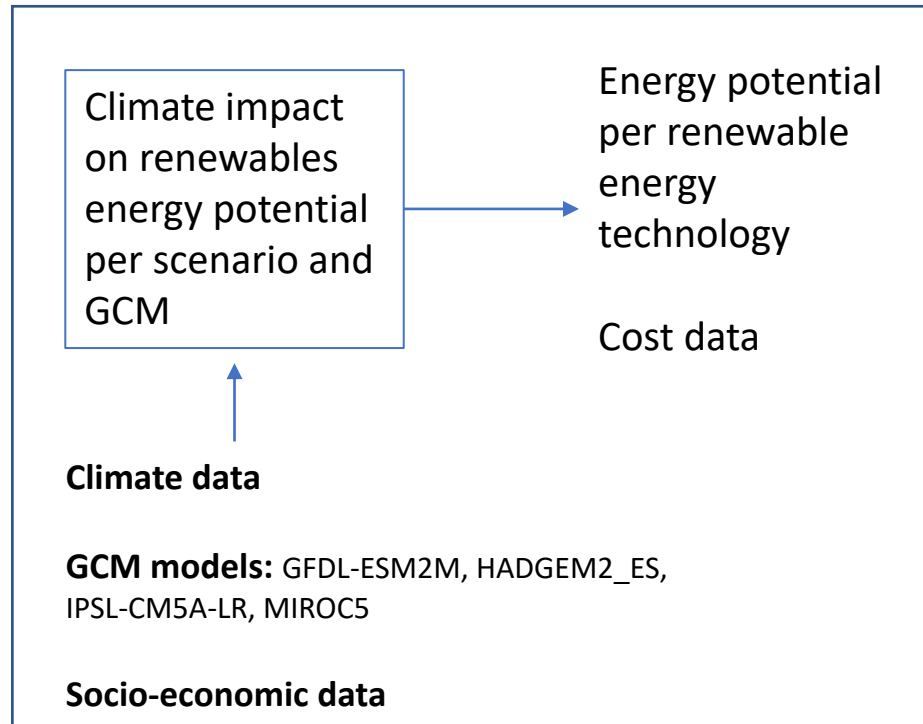 Climate impact
on renewables
energy potential
per scenario and
GCM
Energy potential
per renewable
energy
technology
Cost data
Climate data
GCM models: GFDL-ESM2M, HADGEM2_ES,
IPSL-CM5A-LR, MIROC5
Socio-economic data